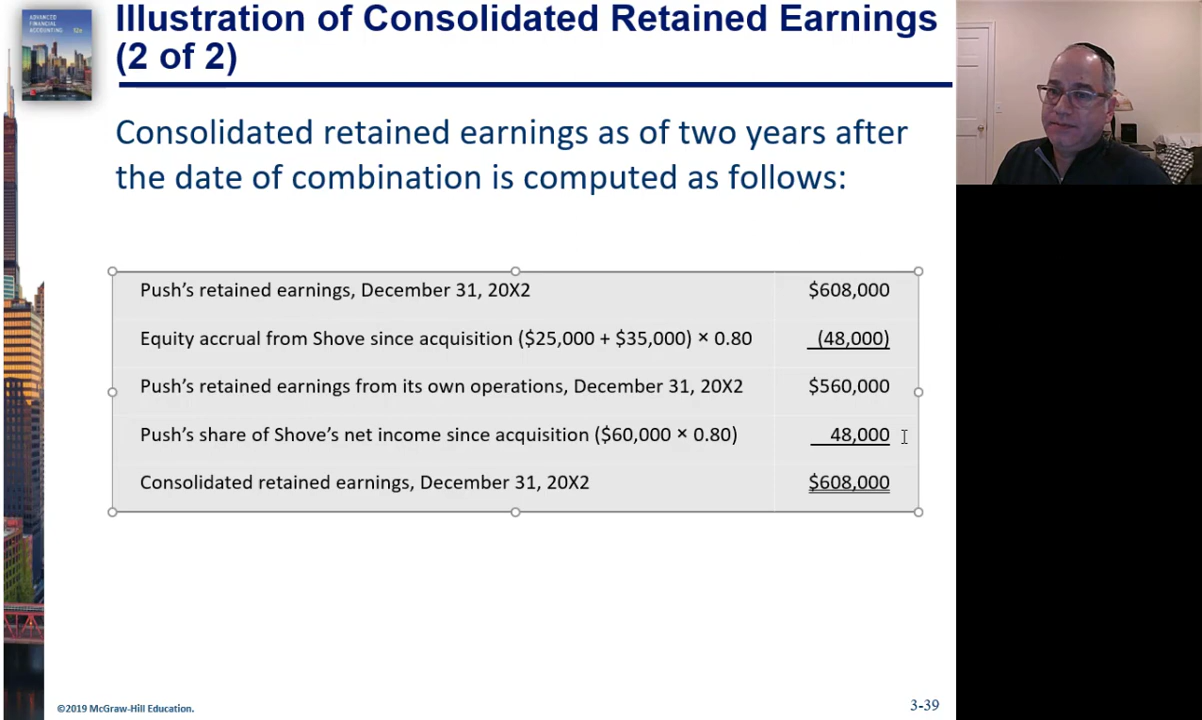 ADVANCED
FINANCIAL
ACCOUNTING 12e
Illustration of Consolidated Retained Earnings
(2 of 2)
Consolidated retained earnings as of two years after
the date of combination is computed as follows:
Push’s retained earnings, December 31, 20X2 $608,000
Equity accrual from Shove since acquisition ($25,000 + $35,000) × 0.80 (48,000)
Push’s retained earnings from its own operations, December 31, 20X2 $560,000
Push’s share of Shove’s net income since acquisition ($60,000 × 0.80) 48,000
Consolidated retained earnings, December 31, 20X2 $608,000
©2019 McGraw-Hill Education.
3-39